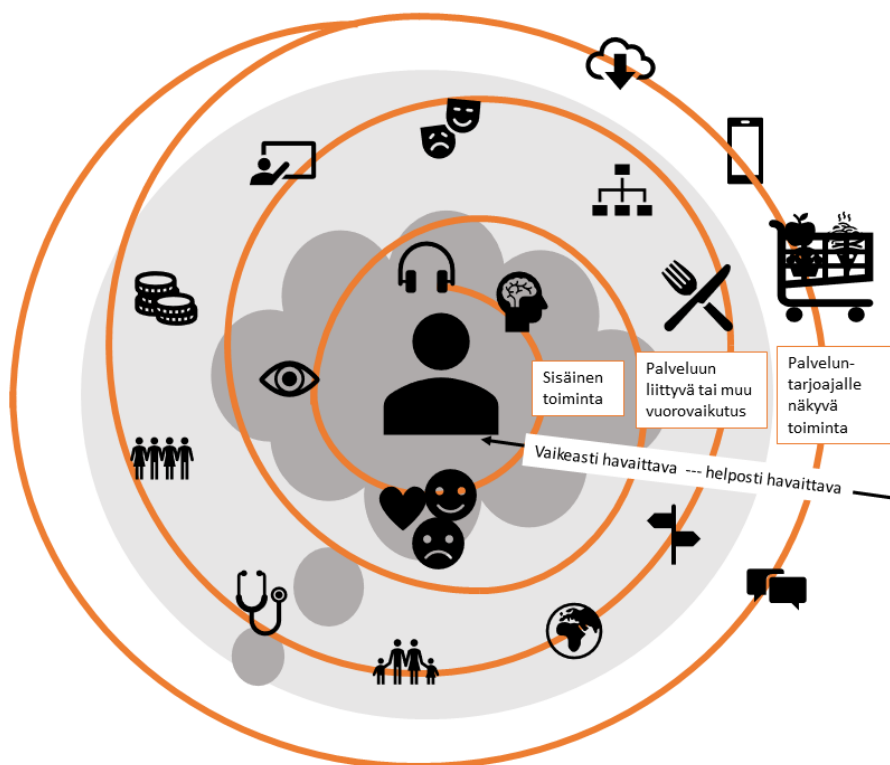 Sisäinen
toiminta
Palveluun
liittyvä tai muu
vuorovaikutus
Palvelun-
tarjoajalle
näkyvä
toiminta
Vaikeasti havaittava --- helposti havaittava